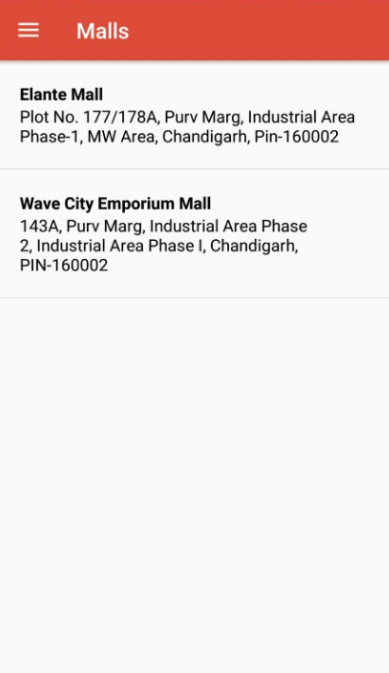 Malls
Elante Mall
Plot No. 177/178A, Purv Marg, Industrial Area
Phase-1, MW Area, Chandigarh, Pin-160002
Wave City Emporium Mall
143A, Purv Marg, Industrial Area Phase
2, Industrial Area Phase I, Chandigarh,
PIN-160002